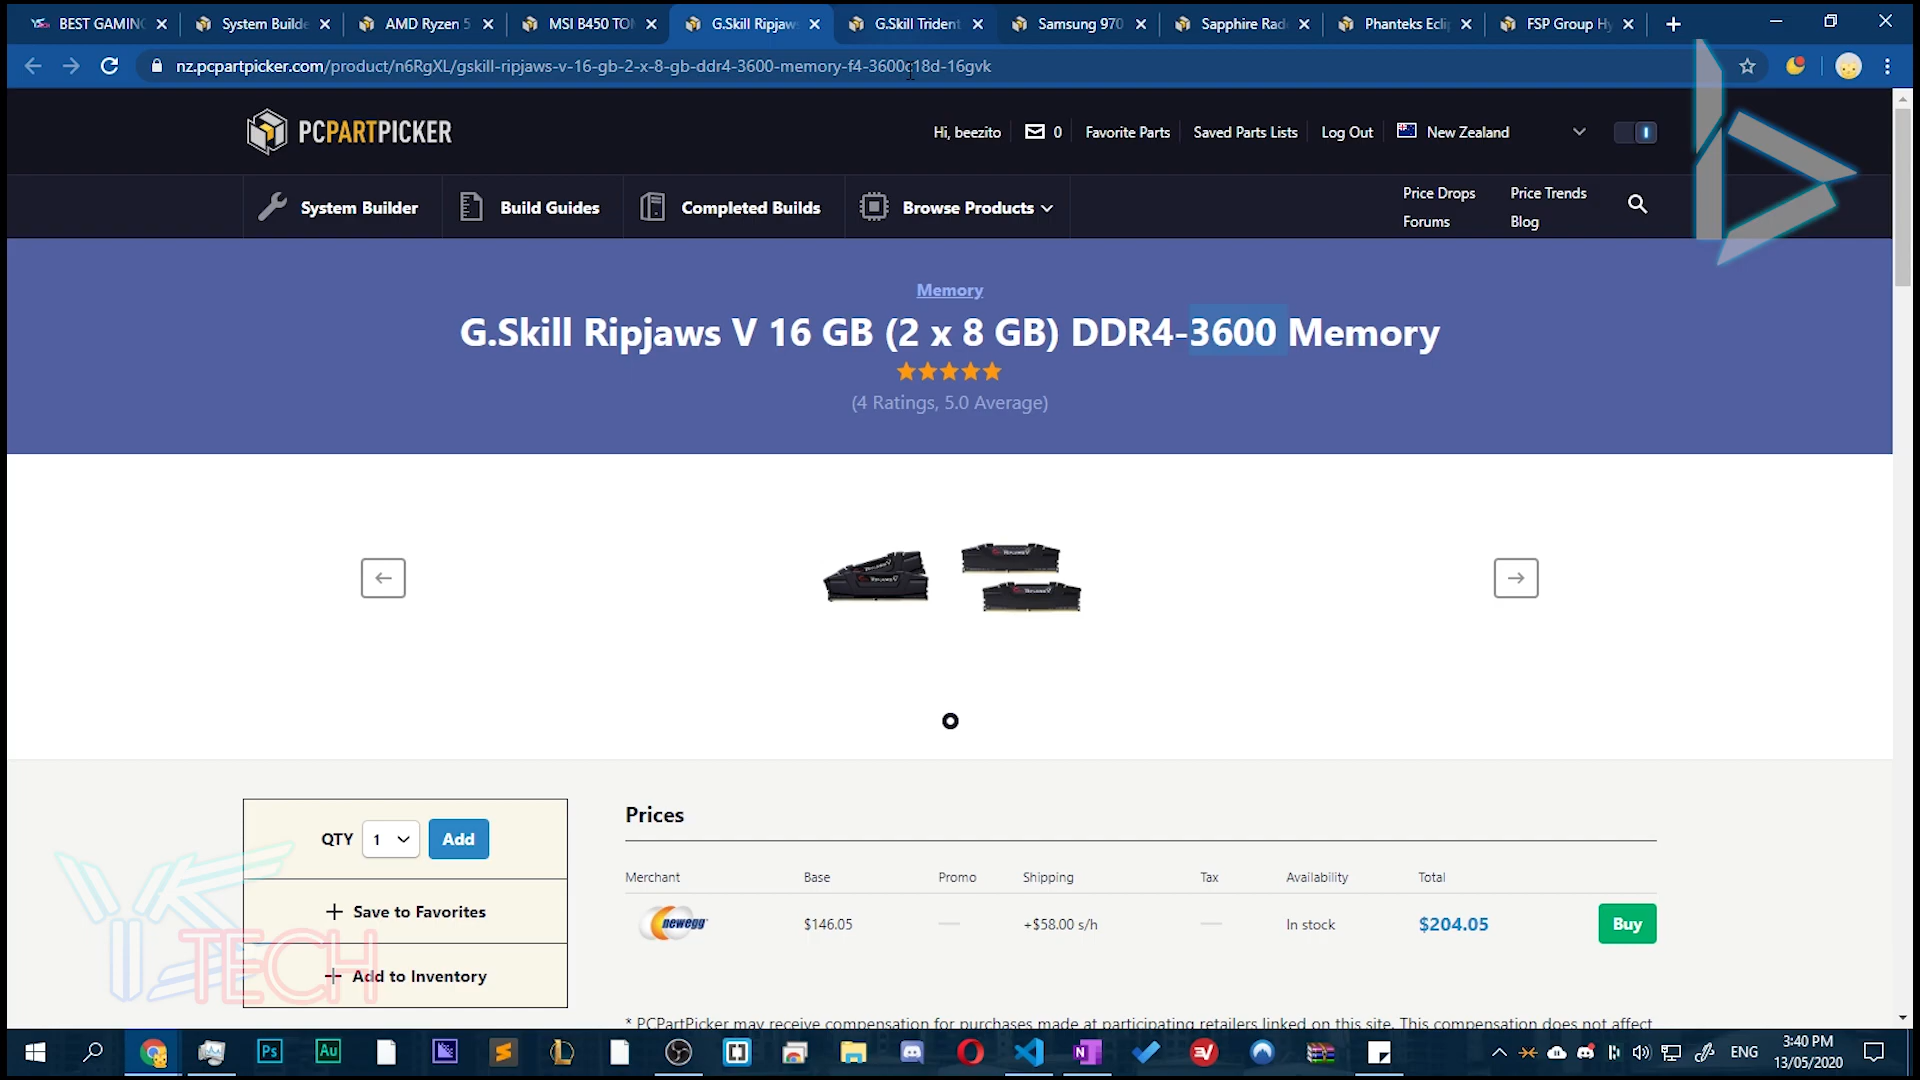 BEST GAMING
System Builde
AMD Ryzen 5
MSI B450 TO
G.Skill Ripjaw
G.Skill Trident
Samsung 970
Sapphire Rad
Phanteks Ecli
FSP Group Hy
nz.pcpartpicker.com/product/n6RgXL/gskill-ripjaws-v-16-gb-2-x-8-gb-ddr4-3600-memory-f4-3600c18d-16gvk
PCPARTPICKER
Hi, beezito
0
Favorite Parts
Saved Parts Lists
Log Out
New Zealand
System Builder
Build Guides
Completed Builds
Browse Products
Price Drops
Price Trends
Forums
Blog
Memory
G.Skill Ripjaws V 16 GB (2 x 8 GB) DDR4-3600 Memory
(4 Ratings, 5.0 Average)
QTY 1 Add
+ Save to Favorites
+ Add to Inventory
YK
TECH
Prices
Merchant Base Promo Shipping Tax Availability Total
newegg $146.05 — +$58.00 s/h — In stock $204.05 Buy
* PCPartPicker may receive compensation for purchases made at participating retailers linked on this site. This compensation does not affect
Ps
Au
ENG
3:40 PM
13/05/2020